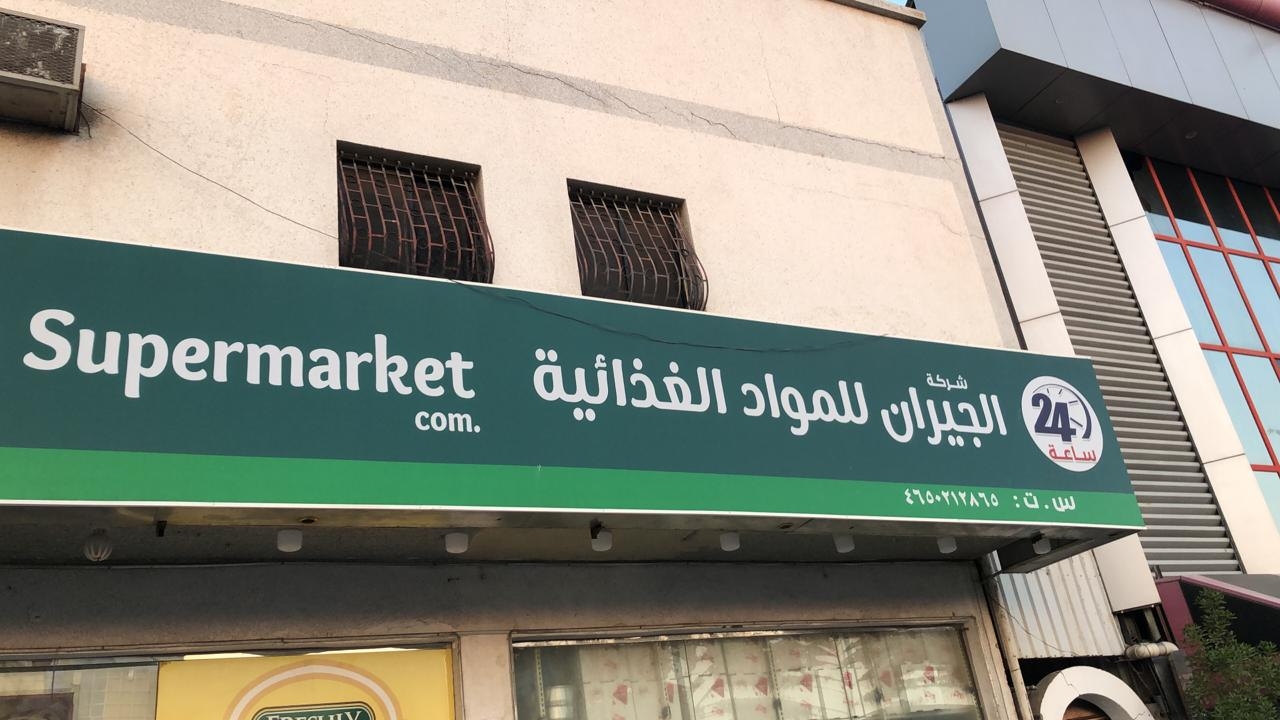 شركة
الجيران للمواد الغذائية
Supermarket
com.
24
ساعة
س . ت : ٤٦٥٠٢١٢٨٦٥
FRESHLY